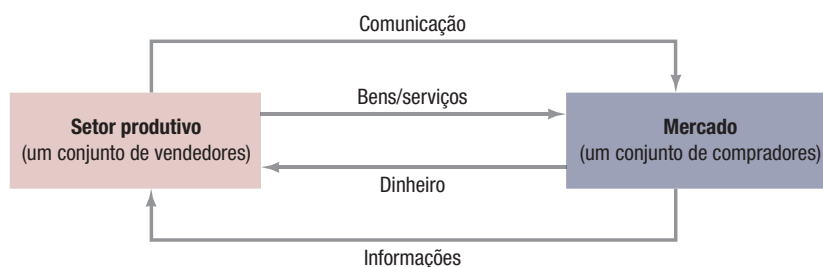 Comunicação
Bens/serviços
Setor produtivo
(um conjunto de vendedores)
Mercado
(um conjunto de compradores)
Dinheiro
Informações